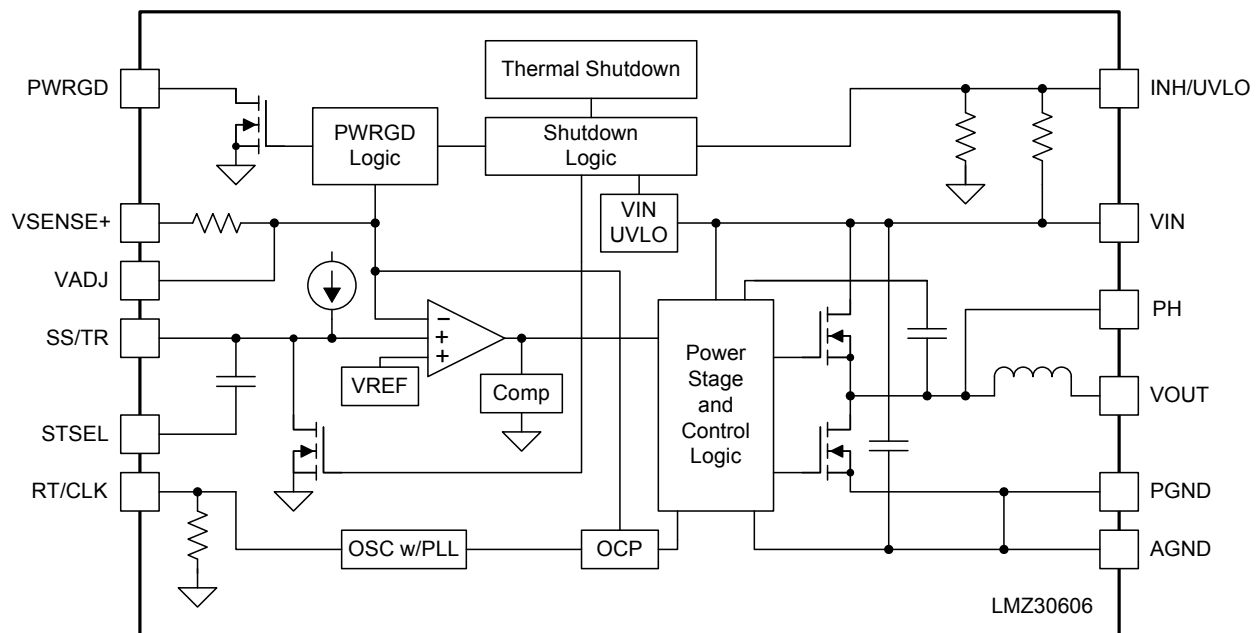 PWRGD
Thermal Shutdown
INH/UVLO
PWRGD
Logic
Shutdown
Logic
VSENSE+
VIN
UVLO
VIN
VADJ
SS/TR
PH
VREF
Comp
Power
Stage
and
Control
Logic
VOUT
STSEL
RT/CLK
PGND
OSC w/PLL
OCP
AGND
LMZ30606